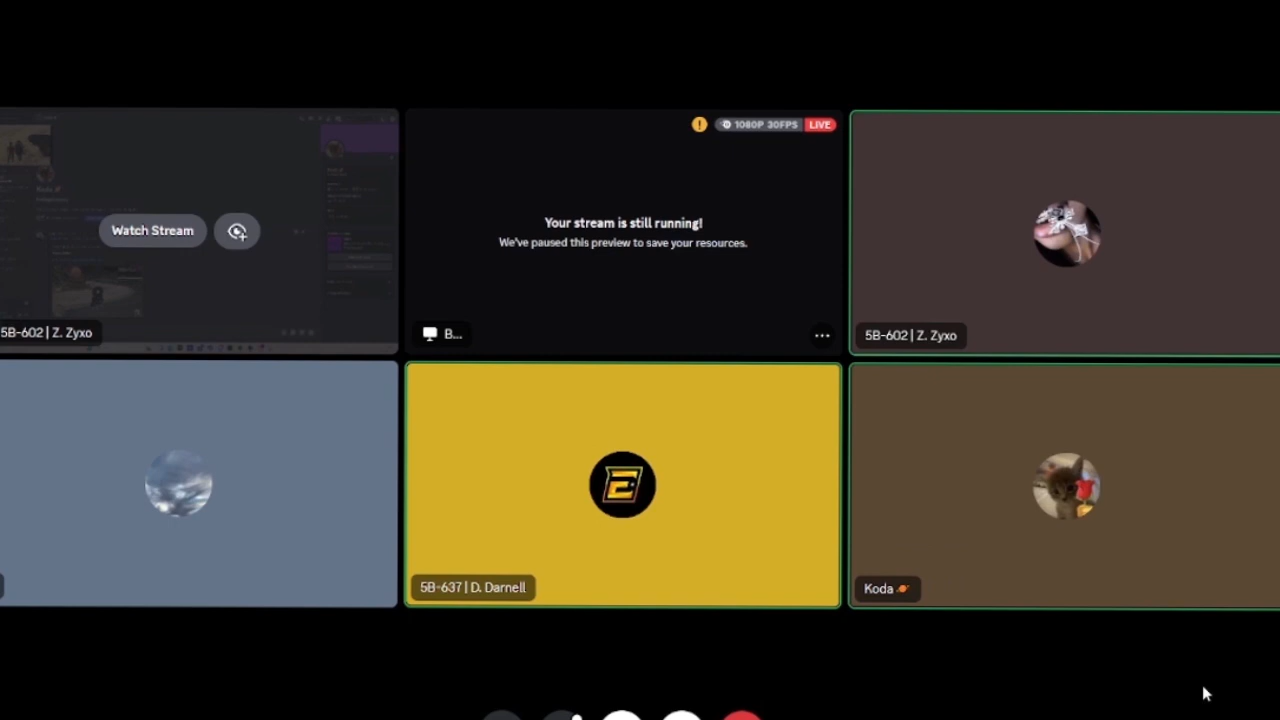 1080P 30FPS LIVE
Watch Stream
Your stream is still running!
We've paused this preview to save your resources.
5B-602 | Z. Zyxo
B...
5B-602 | Z. Zyxo
5B-637 | D. Darnell
Koda